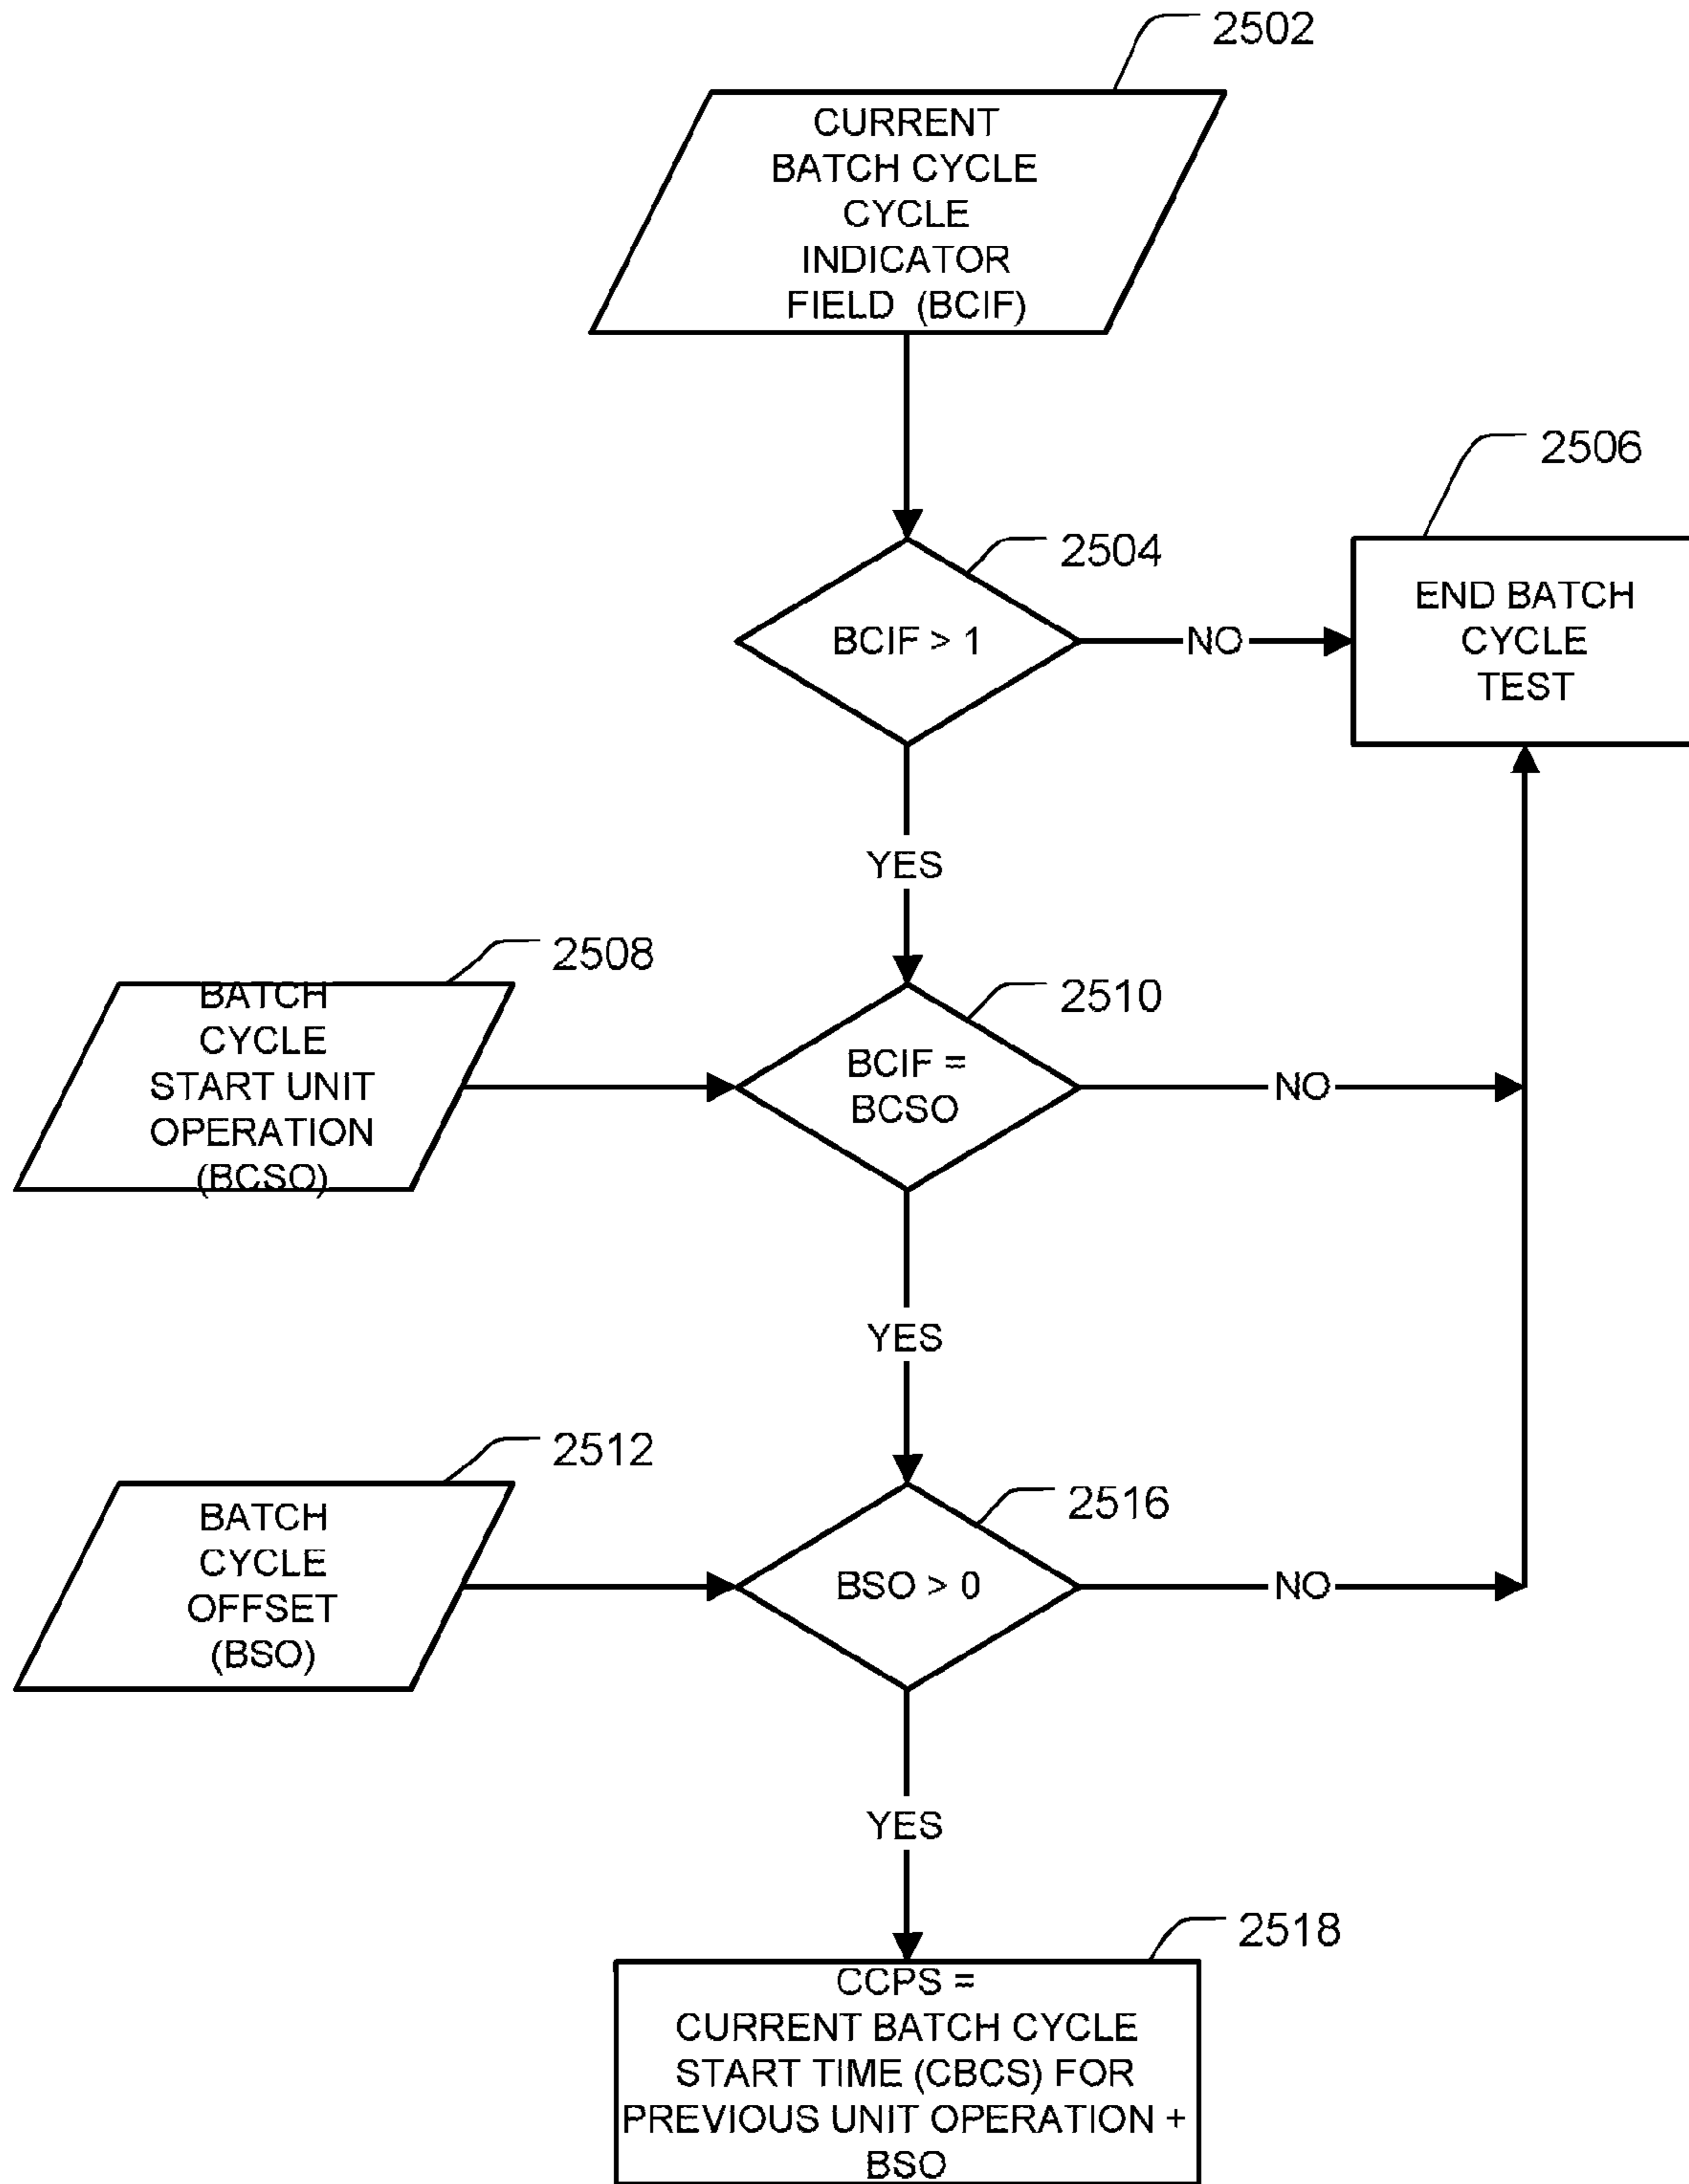 2502
CURRENT
BATCH CYCLE
CYCLE
INDICATOR
FIELD (BCIF)
2506
2504
END BATCH
CYCLE
TEST
BCIF > 1
NO
YES
2508
BATCH
CYCLE
START UNIT
OPERATION
(BCSO)
2510
BCIF =
BCSO
NO
YES
2512
BATCH
CYCLE
OFFSET
(BSO)
2516
BSO > 0
NO
YES
2518
CCPS =
CURRENT BATCH CYCLE
START TIME (CBCS) FOR
PREVIOUS UNIT OPERATION +
BSO